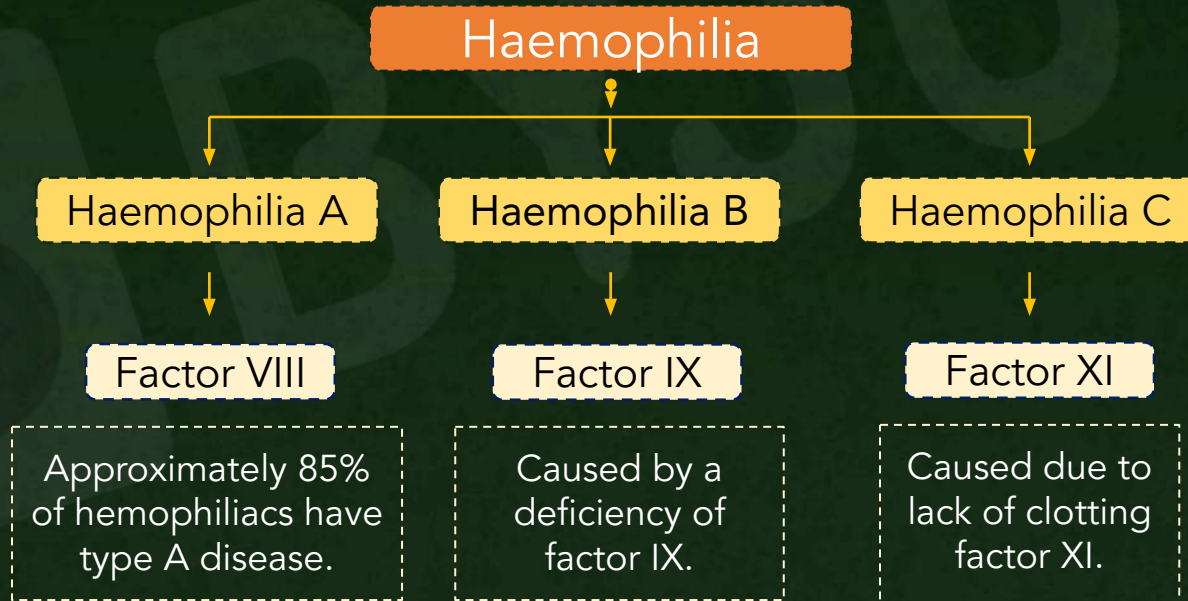 Haemophilia
Haemophilia A
Haemophilia B
Haemophilia C
Factor VIII
Factor IX
Factor XI
Approximately 85%
of hemophiliacs have
type A disease.
Caused by a
deficiency of
factor IX.
Caused due to
lack of clotting
factor XI.